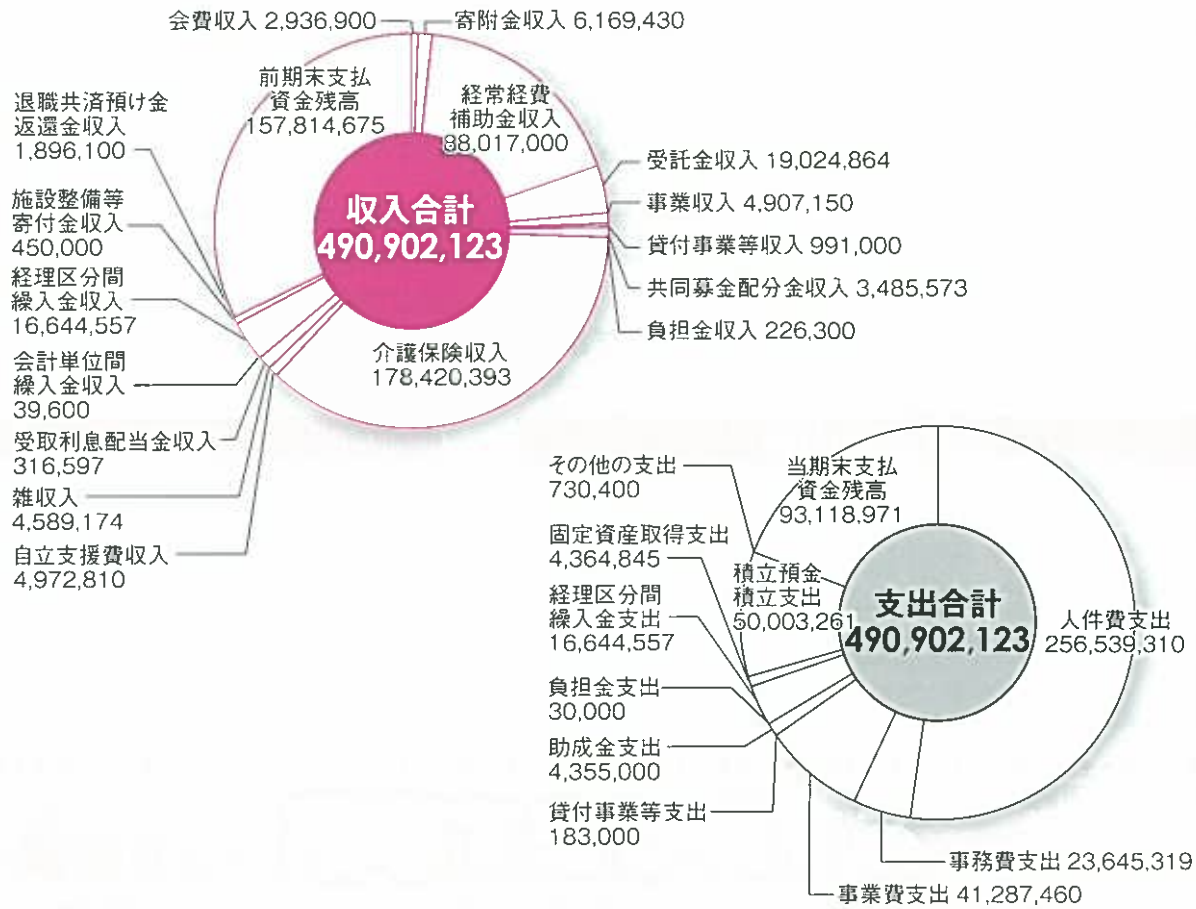 会費収入 2,936,900
寄附金収入 6,169,430
経常経費
補助金収入
88,017,000
受託金収入 19,024,864
事業収入 4,907,150
貸付事業等収入 991,000
共同募金配分金収入 3,485,573
負担金収入 226,300
介護保険収入
178,420,393
前期末支払
資金残高
157,814,675
退職共済預け金
返還金収入
1,896,100
施設整備等
寄付金収入
450,000
経理区分間
繰入金収入
16,644,557
会計単位間
繰入金収入
39,600
受取利息配当金収入
316,597
雑収入
4,589,174
自立支援費収入
4,972,810
収入合計
490,902,123
当期末支払
資金残高
93,118,971
その他の支出
730,400
固定資産取得支出
4,364,845
積立預金
積立支出
50,003,261
経理区分間
繰入金支出
16,644,557
負担金支出
30,000
助成金支出
4,355,000
貸付事業等支出
183,000
支出合計
490,902,123
人件費支出
256,539,310
事務費支出 23,645,319
事業費支出 41,287,460